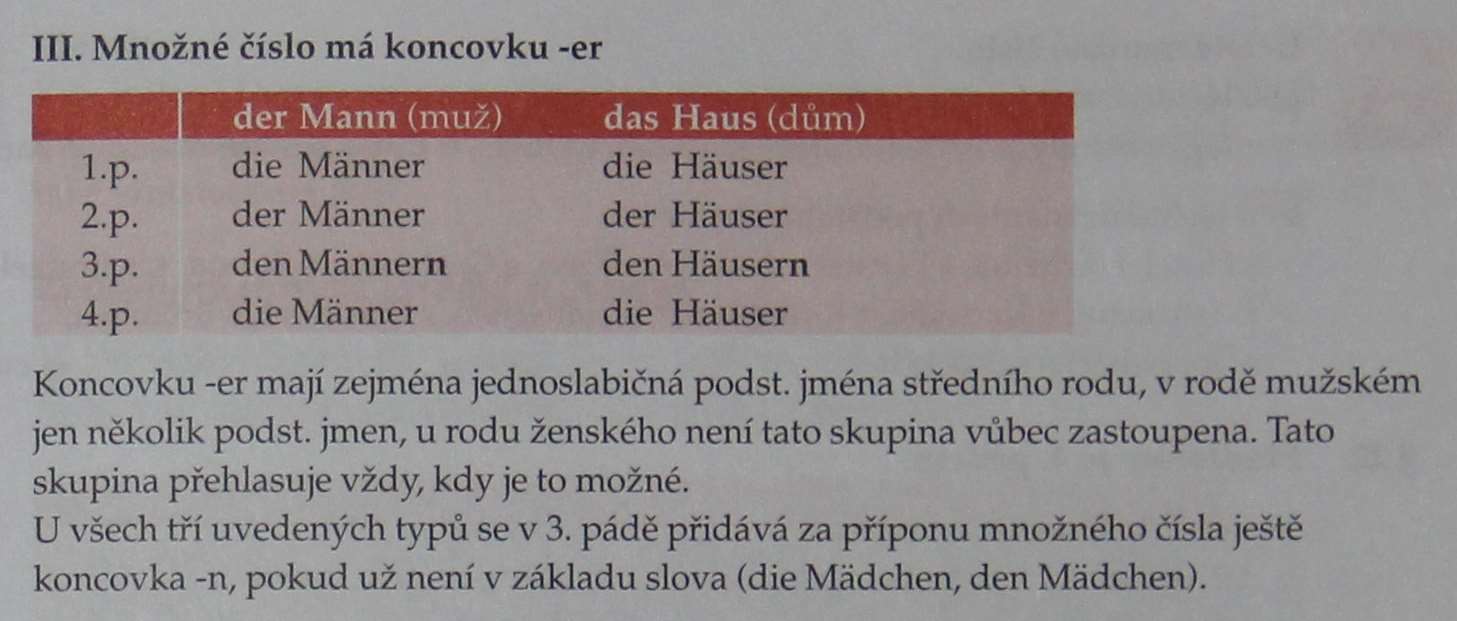 III. Množné číslo má koncovku -er
der Mann (muž) das Haus (dům)
1.p. die Männer die Häuser
2.p. der Männer der Häuser
3.p. den Männern den Häusern
4.p. die Männer die Häuser
Koncovku -er mají zejména jednoslabičná podst. jména středního rodu, v rodě mužském
jen několik podst. jmen, u rodu ženského není tato skupina vůbec zastoupena. Tato
skupina přehlasuje vždy, kdy je to možné.
U všech tří uvedených typů se v 3. pádě přidává za příponu množného čísla ještě
koncovka -n, pokud už není v základu slova (die Mädchen, den Mädchen).